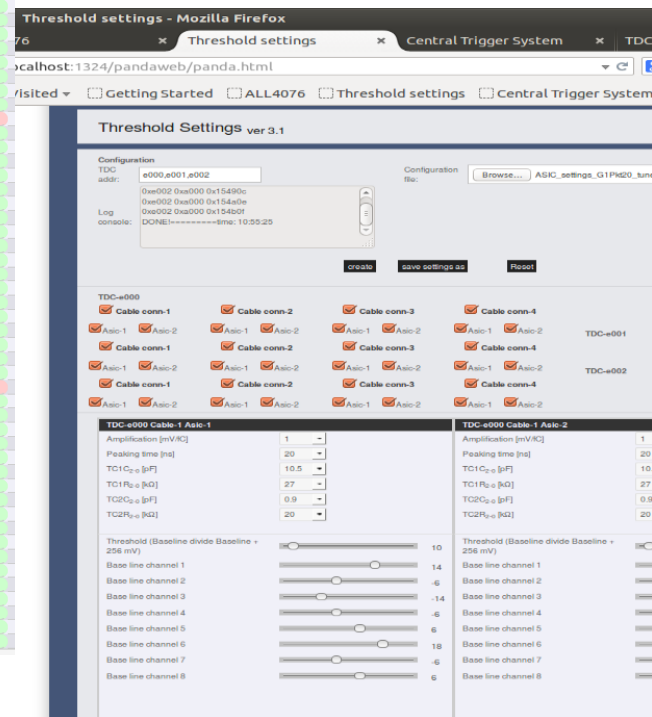 Threshold settings - Mozilla Firefox
76 × Threshold settings × Central Trigger System × TDC
ocalhost:1324/pandaweb/panda.html
Visited Getting Started ALL4076 Threshold settings Central Trigger System
Threshold Settings ver 3.1
Configuration
TDC addr: e000,e001,e002
Configuration file: Browse... ASIC_settings_G1Pld20_tune
Log console:
0xe002 0xa000 0x15490c
0xe002 0xa000 0x154a0e
0xe002 0xa000 0x154b0f
DONE!---------time: 10:55:25
create save settings as Reset
TDC-e000
Cable conn-1 Cable conn-2 Cable conn-3 Cable conn-4
Asic-1 Asic-2 Asic-1 Asic-2 Asic-1 Asic-2 Asic-1 Asic-2 TDC-e001
Cable conn-1 Cable conn-2 Cable conn-3 Cable conn-4
Asic-1 Asic-2 Asic-1 Asic-2 Asic-1 Asic-2 Asic-1 Asic-2 TDC-e002
Cable conn-1 Cable conn-2 Cable conn-3 Cable conn-4
Asic-1 Asic-2 Asic-1 Asic-2 Asic-1 Asic-2 Asic-1 Asic-2
TDC-e000 Cable-1 Asic-1
Amplification [mV/fC] 1
Peaking time [ns] 20
TC1C2-0 [pF] 10.5
TC1R2-0 [kΩ] 27
TC2C2-0 [pF] 0.9
TC2R2-0 [kΩ] 20
Threshold (Baseline divide Baseline + 256 mV) 10
Base line channel 1 14
Base line channel 2 -6
Base line channel 3 -14
Base line channel 4 -6
Base line channel 5 6
Base line channel 6 18
Base line channel 7 -6
Base line channel 8 6
TDC-e000 Cable-1 Asic-2
Amplification [mV/fC] 1
Peaking time [ns] 20
TC1C2-0 [pF] 10.
TC1R2-0 [kΩ] 27
TC2C2-0 [pF] 0.9
TC2R2-0 [kΩ] 20
Threshold (Baseline divide Baseline + 256 mV)
Base line channel 1
Base line channel 2
Base line channel 3
Base line channel 4
Base line channel 5
Base line channel 6
Base line channel 7
Base line channel 8